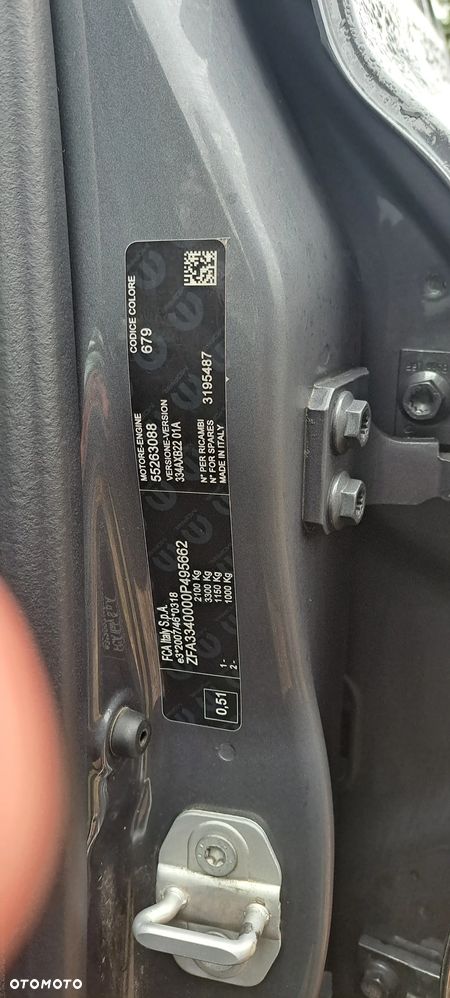 FCA Italy S.p.A.
e3*2007/46*0318
ZFA3340000P495662
2100 Kg
3300 Kg
1- 1150 Kg
2- 1000 Kg
0,51
MOTORE-ENGINE
55263088
VERSIONE-VERSION
334AXB22 01A
N° PER RICAMBI
N° FOR SPARES
MADE IN ITALY
3195487
CODICE COLORE
679
OTOMOTO